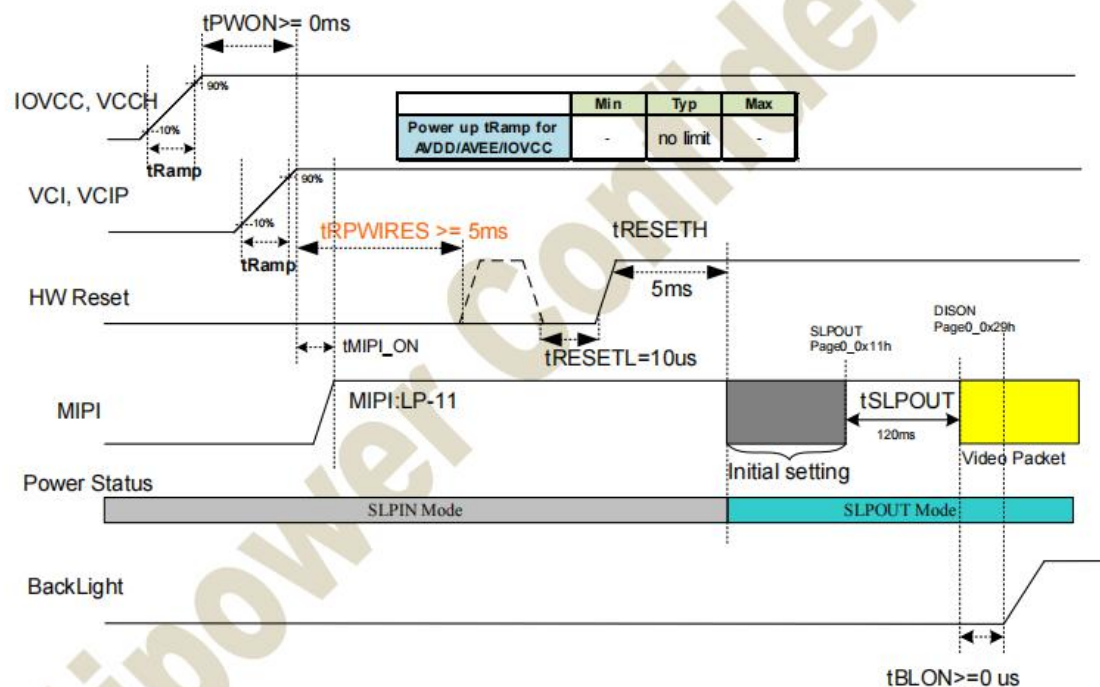 tPWON>= 0ms
IOVCC, VCCH
90%
10%
tRamp
Min Typ Max
Power up tRamp for
AVDD/AVEE/IOVCC
- no limit -
VCI, VCIP
90%
10%
tRamp
tRPWIRES >= 5ms
tRESETH
5ms
HW Reset
tMIPI_ON
tRESETL=10us
SLPOUT
Page0_0x11h
DISON
Page0_0x29h
MIPI
MIPI:LP-11
tSLPOUT
120ms
Initial setting
Video Packet
Power Status
SLPIN Mode
SLPOUT Mode
BackLight
tBLON>=0 us